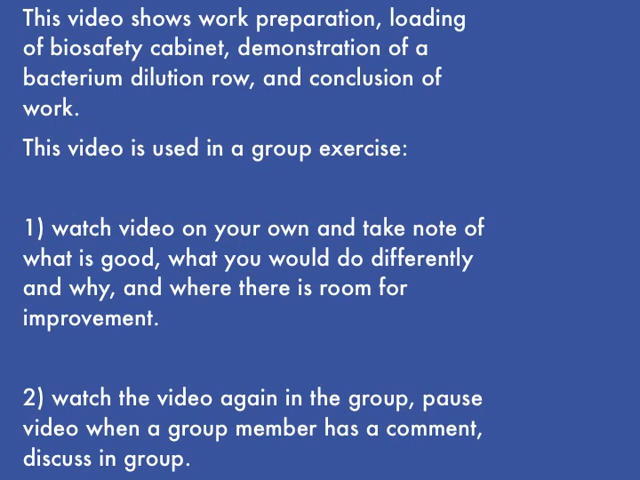 This video shows work preparation, loading
of biosafety cabinet, demonstration of a
bacterium dilution row, and conclusion of
work.
This video is used in a group exercise:
1) watch video on your own and take note of
what is good, what you would do differently
and why, and where there is room for
improvement.
2) watch the video again in the group, pause
video when a group member has a comment,
discuss in group.